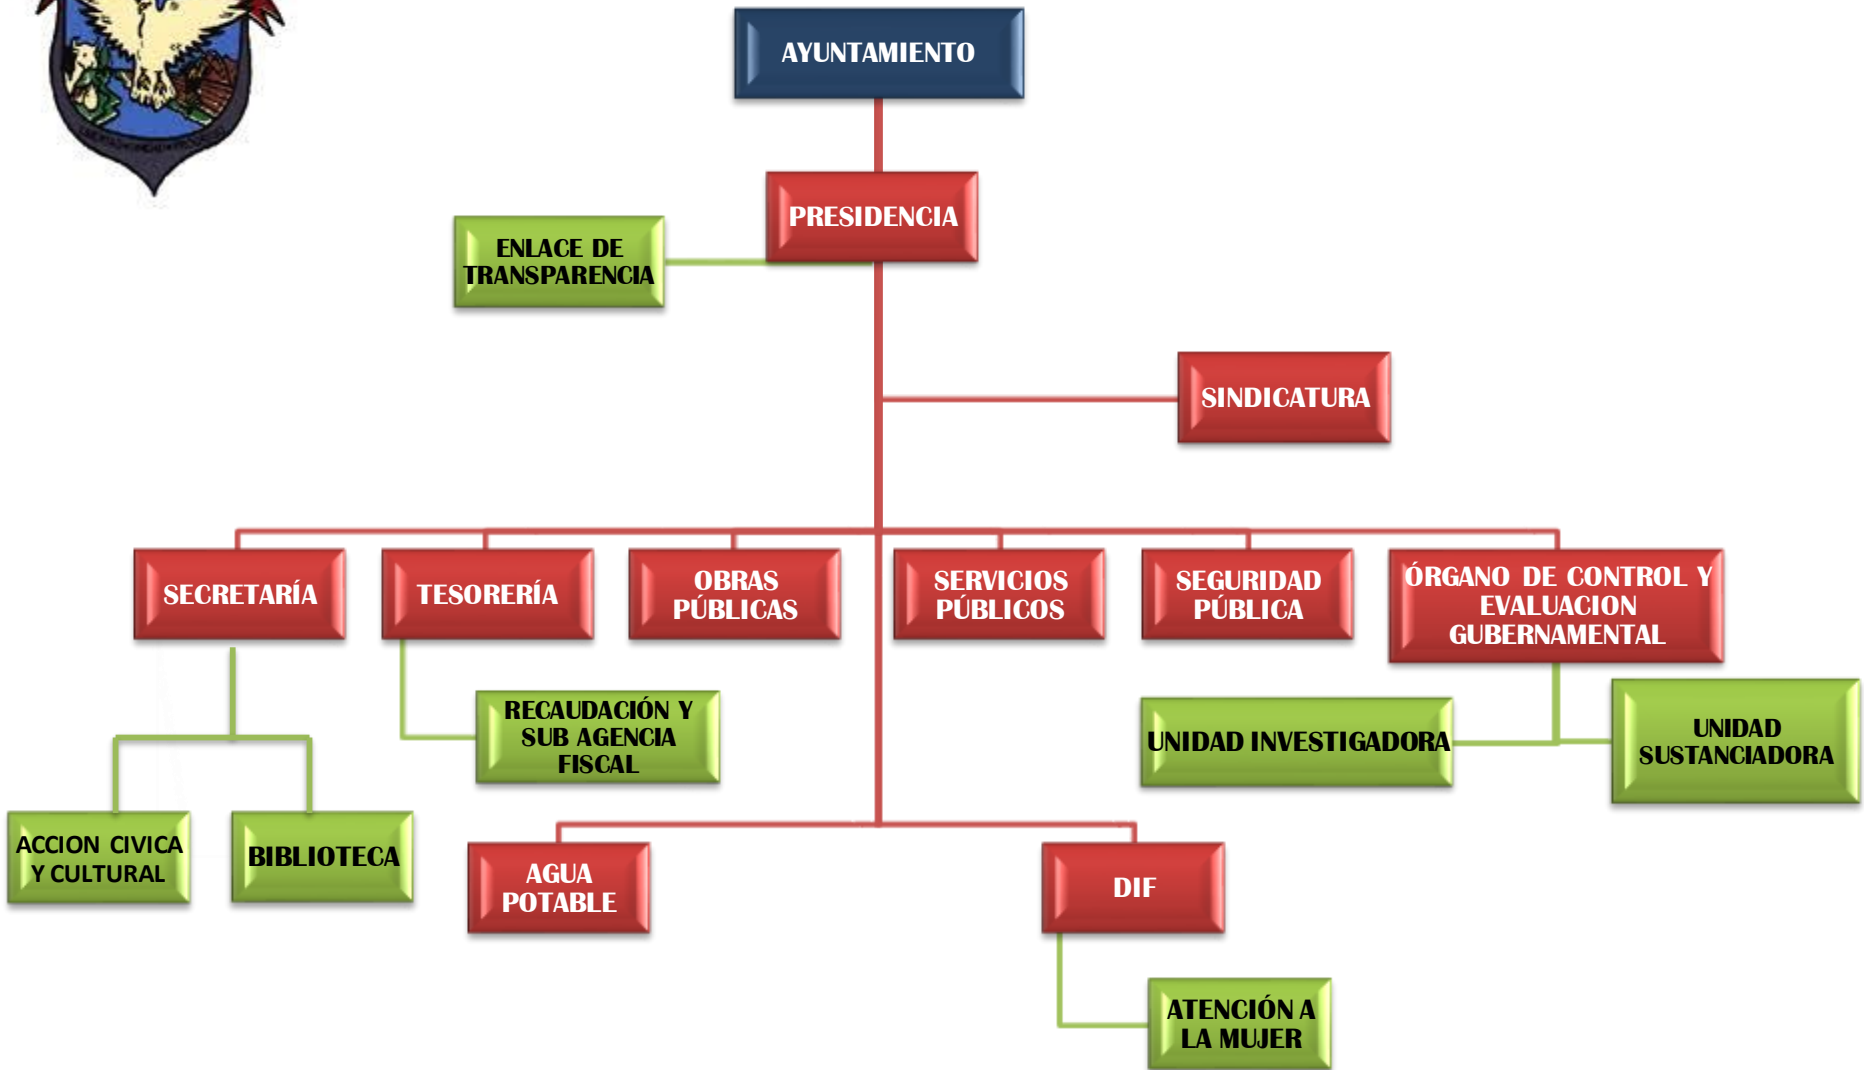 AYUNTAMIENTO
PRESIDENCIA
ENLACE DE
TRANSPARENCIA
SINDICATURA
SECRETARÍA
TESORERÍA
OBRAS
PÚBLICAS
SERVICIOS
PÚBLICOS
SEGURIDAD
PÚBLICA
ÓRGANO DE CONTROL Y
EVALUACION
GUBERNAMENTAL
RECAUDACIÓN Y
SUB AGENCIA
FISCAL
UNIDAD INVESTIGADORA
UNIDAD
SUSTANCIADORA
ACCION CIVICA
Y CULTURAL
BIBLIOTECA
AGUA
POTABLE
DIF
ATENCIÓN A
LA MUJER